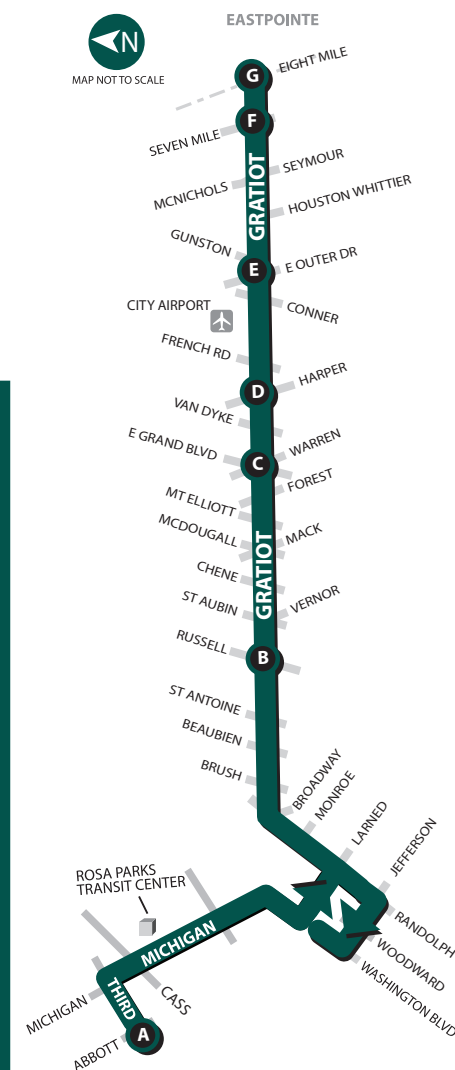 EASTPOINTE
N
MAP NOT TO SCALE
EIGHT MILE
G
F
SEVEN MILE
GRATIOT
SEYMOUR
MCNICHOLS
HOUSTON WHITTIER
GUNSTON
E OUTER DR
E
CONNER
CITY AIRPORT
FRENCH RD
HARPER
D
VAN DYKE
WARREN
E GRAND BLVD
C
FOREST
MT ELLIOTT
MCDOUGALL
MACK
GRATIOT
CHENE
ST AUBIN
VERNOR
RUSSELL
B
ST ANTOINE
BEAUBIEN
BRUSH
BROADWAY
MONROE
LARNED
JEFFERSON
ROSA PARKS
TRANSIT CENTER
RANDOLPH
MICHIGAN
WOODWARD
WASHINGTON BLVD
THIRD
CASS
MICHIGAN
A
ABBOTT